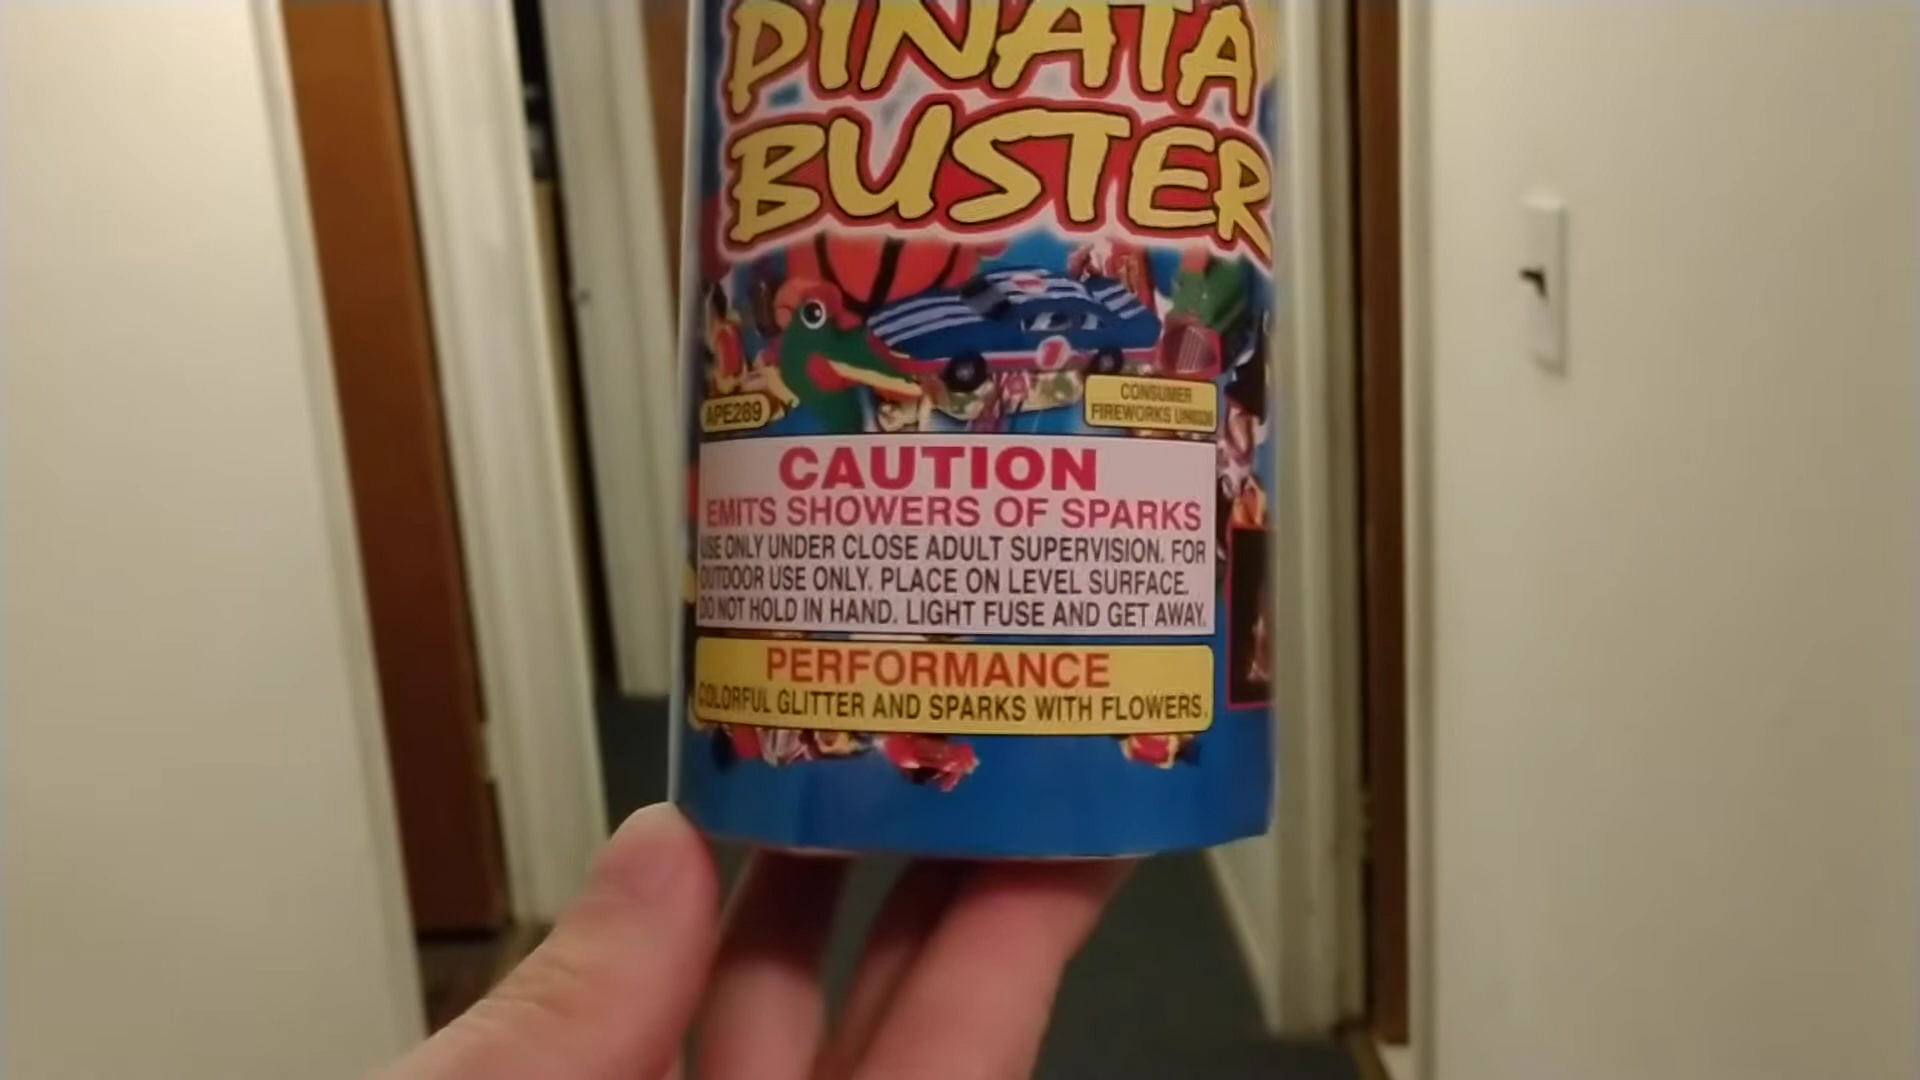 PIÑATA
BUSTER
APE289
CONSUMER
FIREWORKS UN0336
CAUTION
EMITS SHOWERS OF SPARKS
USE ONLY UNDER CLOSE ADULT SUPERVISION. FOR
OUTDOOR USE ONLY. PLACE ON LEVEL SURFACE.
DO NOT HOLD IN HAND. LIGHT FUSE AND GET AWAY.
PERFORMANCE
COLORFUL GLITTER AND SPARKS WITH FLOWERS.